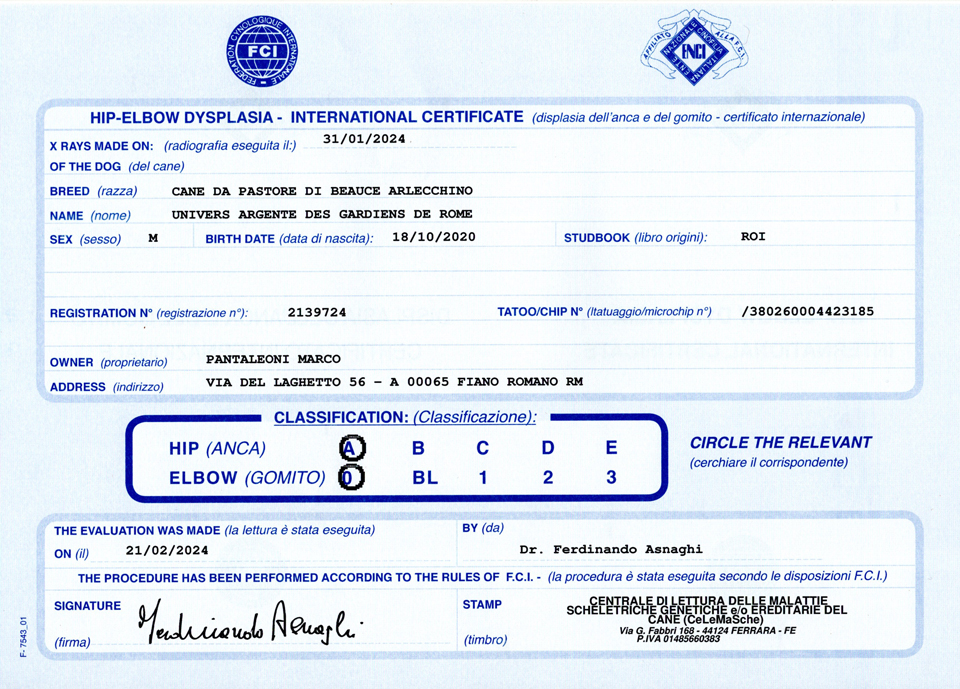 FEDERATION CYNOLOGIQUE INTERNATIONALE
FCI
AFFILIATO ALLA F.C.I.
ENTE NAZIONALE CINOFILIA ITALIANA
ENCI
HIP-ELBOW DYSPLASIA - INTERNATIONAL CERTIFICATE (displasia dell'anca e del gomito - certificato internazionale)
X RAYS MADE ON: (radiografia eseguita il:) 31/01/2024
OF THE DOG (del cane)
BREED (razza) CANE DA PASTORE DI BEAUCE ARLECCHINO
NAME (nome) UNIVERS ARGENTE DES GARDIENS DE ROME
SEX (sesso) M BIRTH DATE (data di nascita): 18/10/2020 STUDBOOK (libro origini): ROI
REGISTRATION N° (registrazione n°): 2139724 TATOO/CHIP N° (ltatuaggio/microchip n°) /380260004423185
OWNER (proprietario) PANTALEONI MARCO
ADDRESS (indirizzo) VIA DEL LAGHETTO 56 - A 00065 FIANO ROMANO RM
CLASSIFICATION: (Classificazione):
HIP (ANCA) A B C D E
ELBOW (GOMITO) 0 BL 1 2 3
CIRCLE THE RELEVANT
(cerchiare il corrispondente)
THE EVALUATION WAS MADE (la lettura è stata eseguita) BY (da)
ON (il) 21/02/2024 Dr. Ferdinando Asnaghi
THE PROCEDURE HAS BEEN PERFORMED ACCORDING TO THE RULES OF F.C.I. - (la procedura è stata eseguita secondo le disposizioni F.C.I.)
SIGNATURE
(firma)
Ferdinando Asnaghi
STAMP
(timbro)
CENTRALE DI LETTURA DELLE MALATTIE
SCHELETRICHE GENETICHE e/o EREDITARIE DEL
CANE (CeLeMaSche)
Via G. Fabbri 168 - 44124 FERRARA - FE
P.IVA 01485660383
F- 7543_01